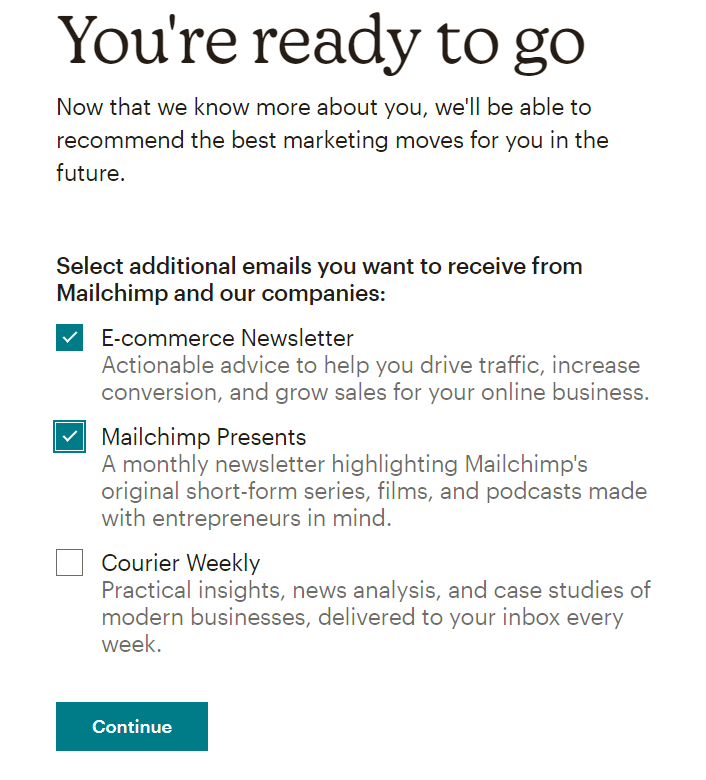 You're ready to go
Now that we know more about you, we'll be able to
recommend the best marketing moves for you in the
future.
Select additional emails you want to receive from
Mailchimp and our companies:
E-commerce Newsletter
Actionable advice to help you drive traffic, increase
conversion, and grow sales for your online business.
Mailchimp Presents
A monthly newsletter highlighting Mailchimp's
original short-form series, films, and podcasts made
with entrepreneurs in mind.
Courier Weekly
Practical insights, news analysis, and case studies of
modern businesses, delivered to your inbox every
week.
Continue